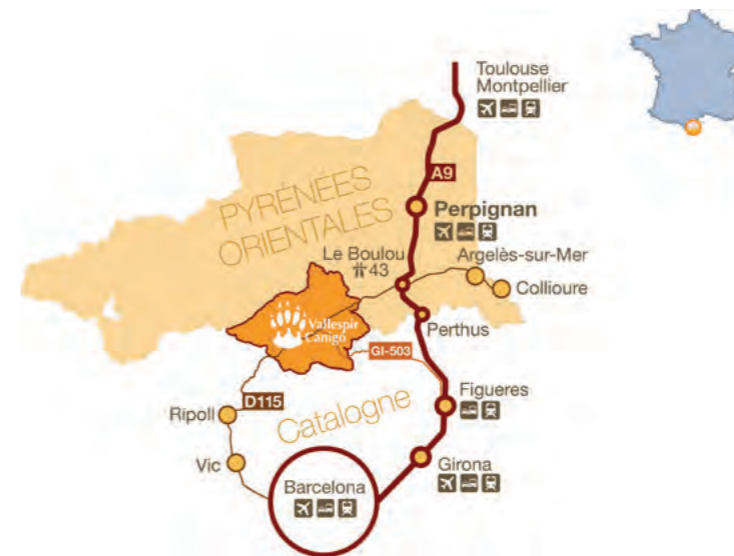 Toulouse
Montpellier
A9
PYRÉNÉES
ORIENTALES
Perpignan
Le Boulou
43
Argelès-sur-Mer
Collioure
Vallespir
Canigó
Perthus
GI-503
D115
Catalogne
Figueres
Ripoll
Vic
Girona
Barcelona